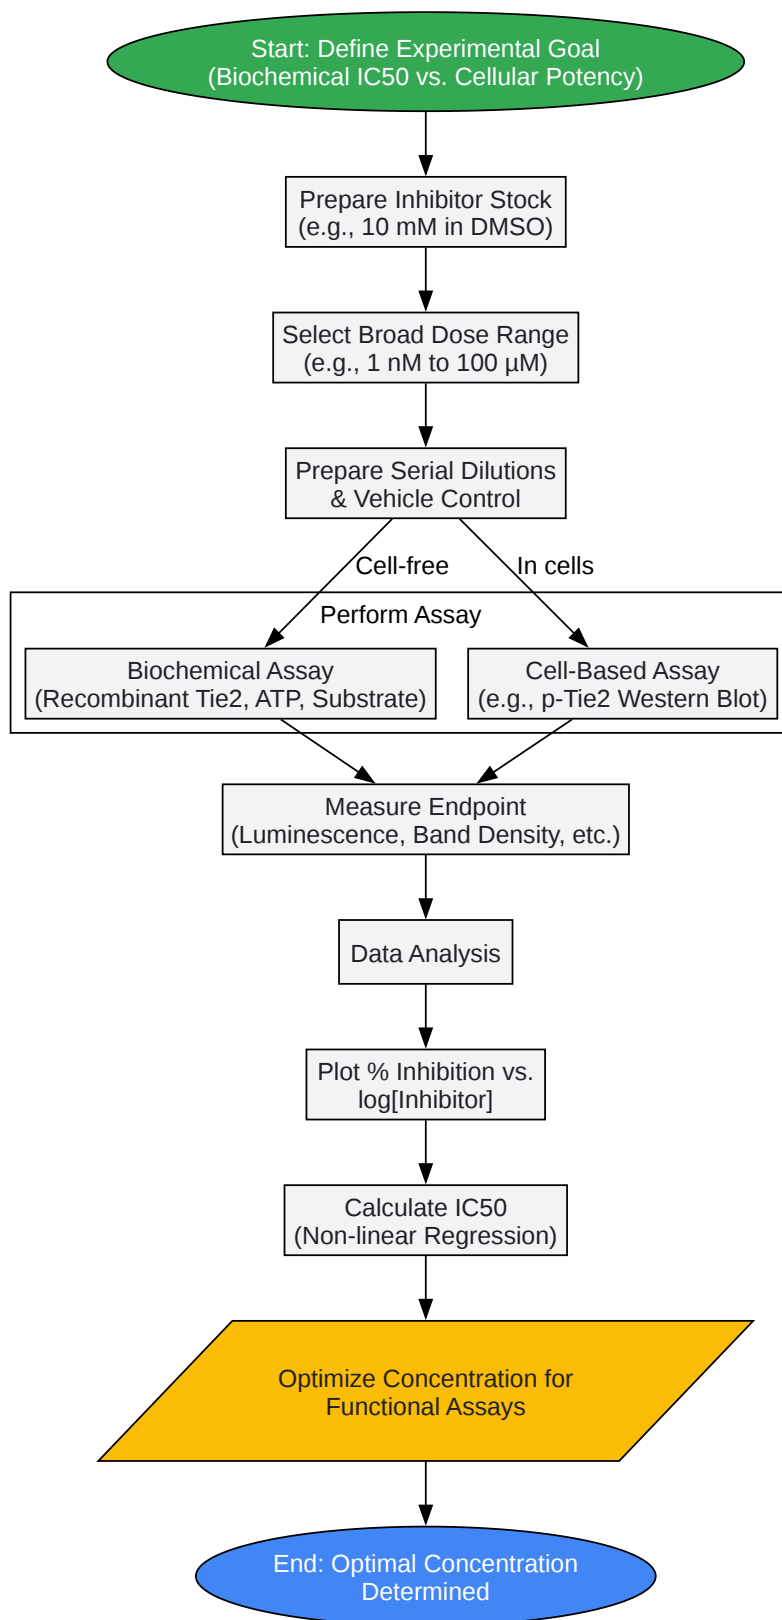 Start: Define Experimental Goal
(Biochemical IC50 vs. Cellular Potency)
Prepare Inhibitor Stock
(e.g., 10 mM in DMSO)
Select Broad Dose Range
(e.g., 1 nM to 100 µM)
Prepare Serial Dilutions
& Vehicle Control
Cell-free
In cells
Perform Assay
Biochemical Assay
(Recombinant Tie2, ATP, Substrate)
Cell-Based Assay
(e.g., p-Tie2 Western Blot)
Measure Endpoint
(Luminescence, Band Density, etc.)
Data Analysis
Plot % Inhibition vs.
log[Inhibitor]
Calculate IC50
(Non-linear Regression)
Optimize Concentration for
Functional Assays
End: Optimal Concentration
Determined